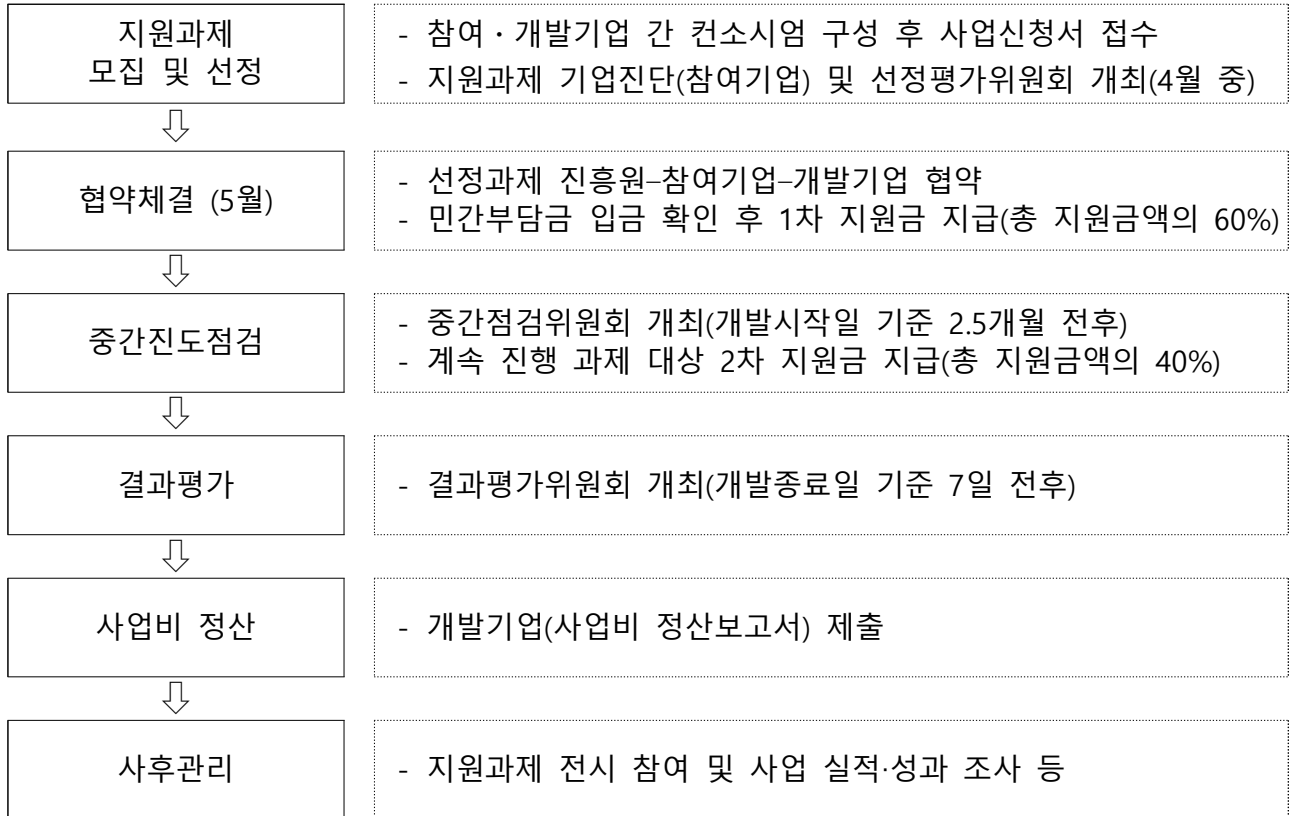 지원과제
모집 및 선정
- 참여·개발기업 간 컨소시엄 구성 후 사업신청서 접수
- 지원과제 기업진단(참여기업) 및 선정평가위원회 개최(4월 중)
협약체결 (5월)
- 선정과제 진흥원–참여기업–개발기업 협약
- 민간부담금 입금 확인 후 1차 지원금 지급(총 지원금액의 60%)
중간진도점검
- 중간점검위원회 개최(개발시작일 기준 2.5개월 전후)
- 계속 진행 과제 대상 2차 지원금 지급(총 지원금액의 40%)
결과평가
- 결과평가위원회 개최(개발종료일 기준 7일 전후)
사업비 정산
- 개발기업(사업비 정산보고서) 제출
사후관리
- 지원과제 전시 참여 및 사업 실적·성과 조사 등